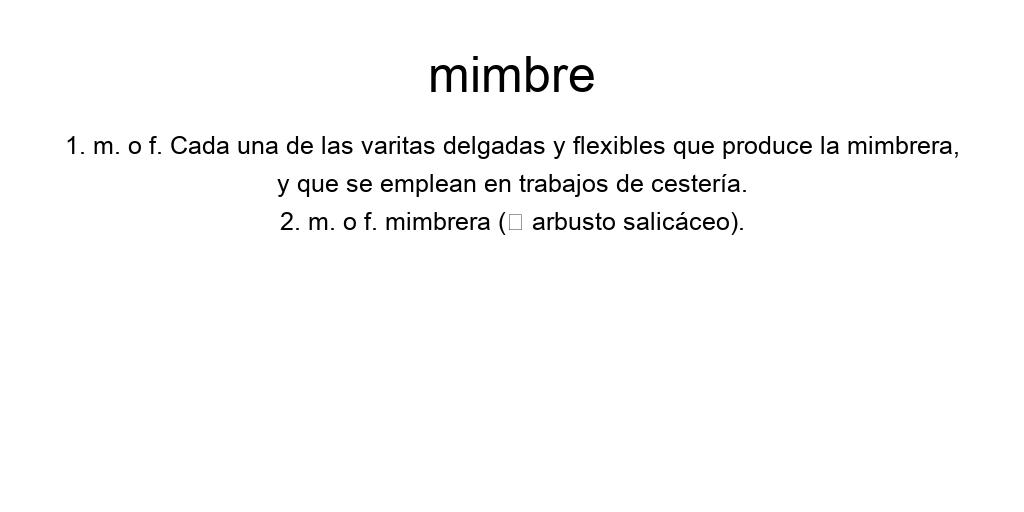 mimbre
1. m. o f. Cada una de las varitas delgadas y flexibles que produce la mimbrera,
y que se emplean en trabajos de cestería.
2. m. o f. mimbrera (□ arbusto salicáceo).